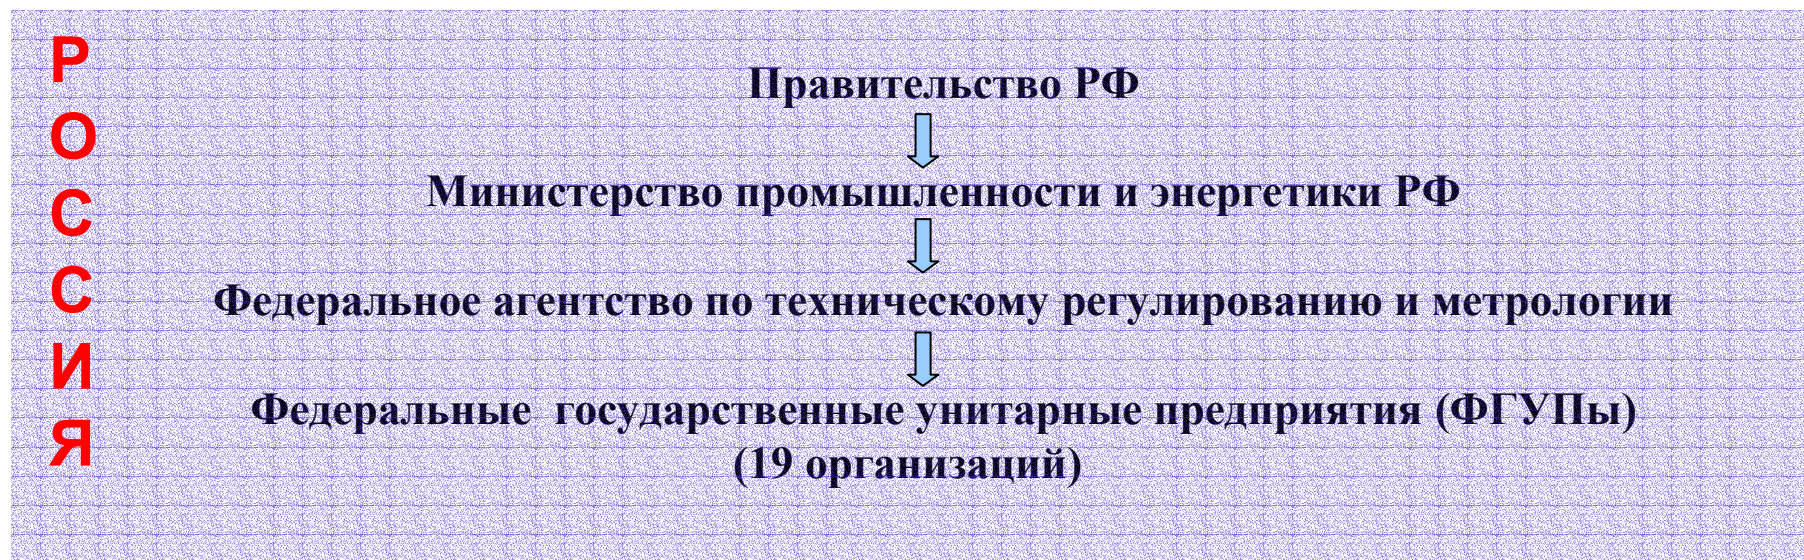 РОССИЯ
Правительство РФ
Министерство промышленности и энергетики РФ
Федеральное агентство по техническому регулированию и метрологии
Федеральные государственные унитарные предприятия (ФГУПы)
(19 организаций)